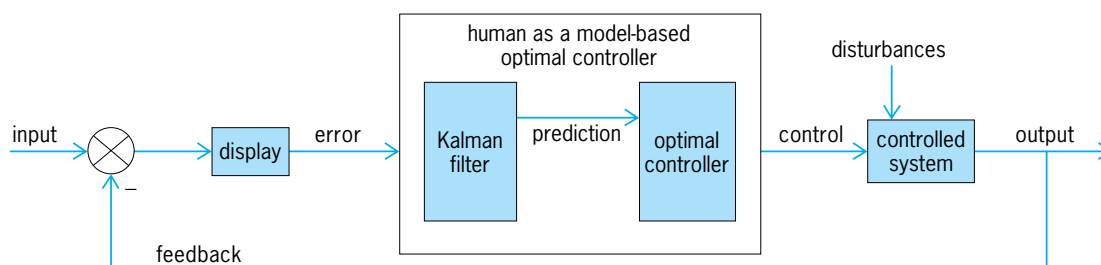 human as a model-based
optimal controller
disturbances
input
display
error
Kalman
filter
prediction
optimal
controller
control
controlled
system
output
–
feedback